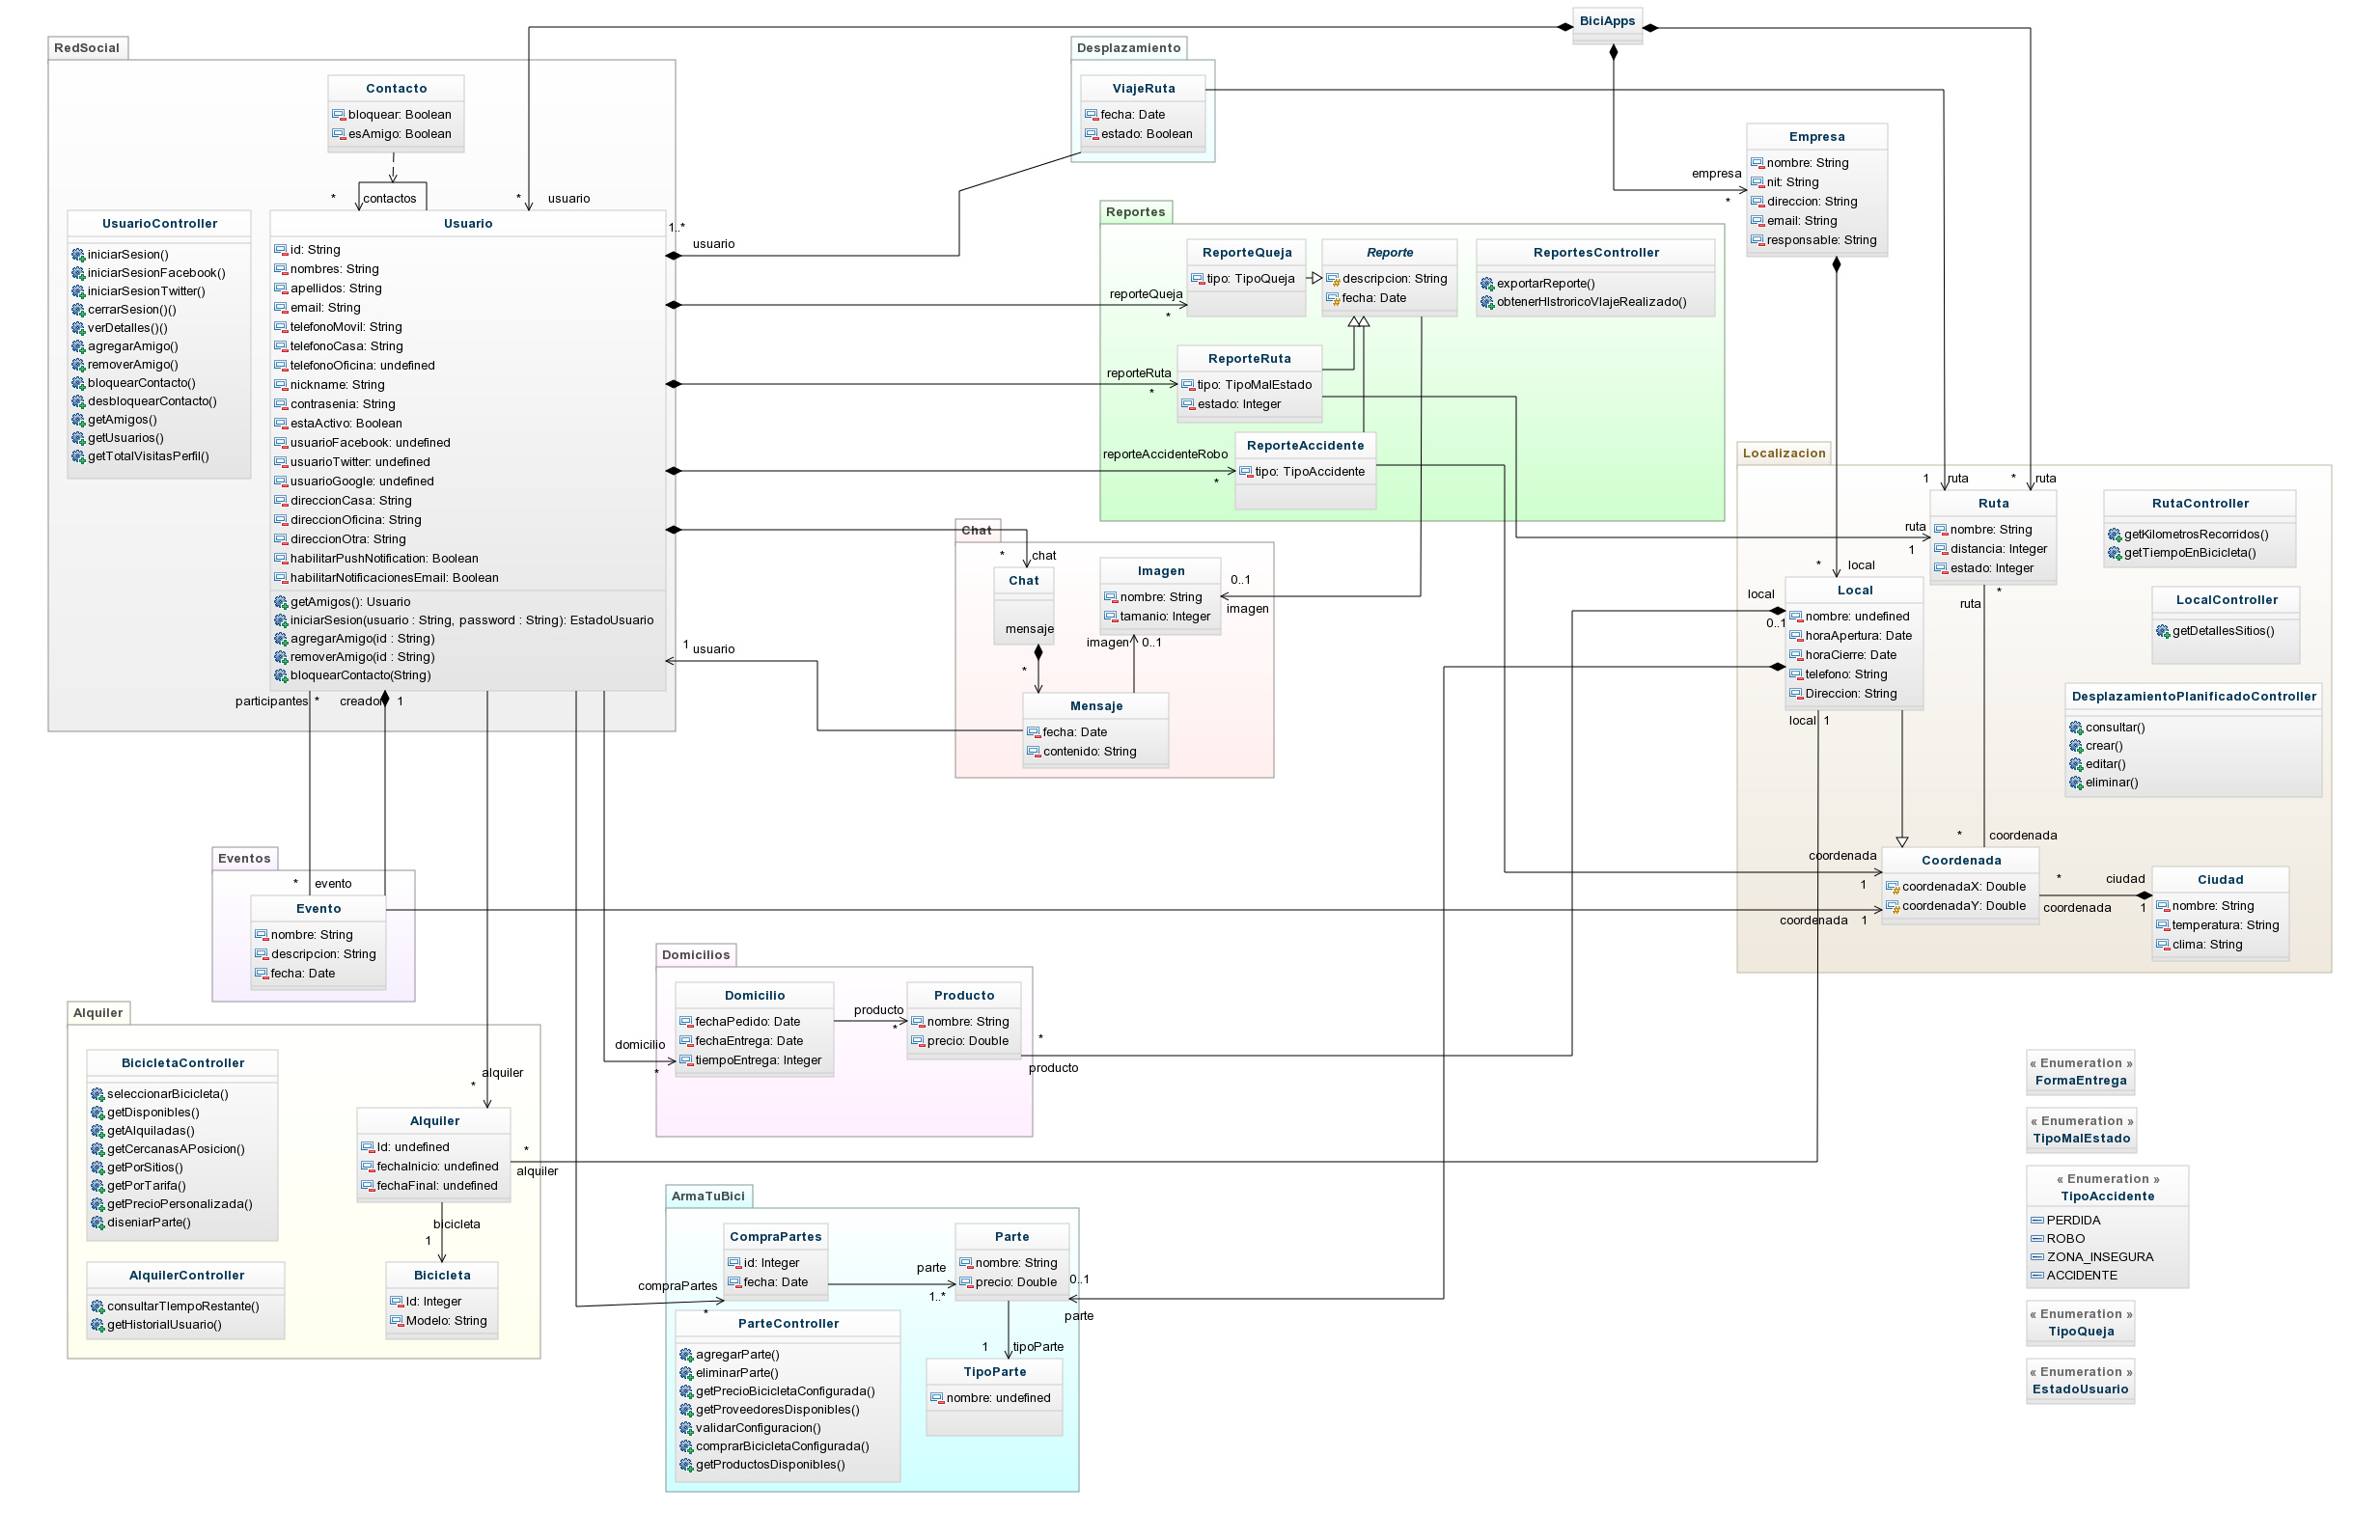 BiciApps
* usuario
empresa
*
RedSocial
Contacto
bloquear: Boolean
esAmigo: Boolean
* contactos
UsuarioController
iniciarSesion()
iniciarSesionFacebook()
iniciarSesionTwitter()
cerrarSesion()()
verDetalles()()
agregarAmigo()
removerAmigo()
bloquearContacto()
desbloquearContacto()
getAmigos()
getUsuarios()
getTotalVisitasPerfil()
Usuario
id: String
nombres: String
apellidos: String
email: String
telefonoMovil: String
telefonoCasa: String
telefonoOficina: undefined
nickname: String
contrasenia: String
estaActivo: Boolean
usuarioFacebook: undefined
usuarioTwitter: undefined
usuarioGoogle: undefined
direccionCasa: String
direccionOficina: String
direccionOtra: String
habilitarPushNotification: Boolean
habilitarNotificacionesEmail: Boolean
getAmigos(): Usuario
iniciarSesion(usuario : String, password : String): EstadoUsuario
agregarAmigo(id : String)
removerAmigo(id : String)
bloquearContacto(String)
1..*
usuario
participantes *
creador 1
1 usuario
Desplazamiento
ViajeRuta
fecha: Date
estado: Boolean
Empresa
nombre: String
nit: String
direccion: String
email: String
responsable: String
Reportes
ReporteQueja
tipo: TipoQueja
Reporte
descripcion: String
fecha: Date
ReportesController
exportarReporte()
obtenerHIstroricoVIajeRealizado()
reporteQueja
*
ReporteRuta
tipo: TipoMalEstado
estado: Integer
reporteRuta
*
ReporteAccidente
tipo: TipoAccidente
reporteAccidenteRobo
*
Chat
* chat
Chat
mensaje
*
Imagen
nombre: String
tamanio: Integer
0..1
imagen
imagen 0..1
Mensaje
fecha: Date
contenido: String
Localizacion
1 ruta
* ruta
Ruta
nombre: String
distancia: Integer
estado: Integer
ruta
1
*
ruta
RutaController
getKilometrosRecorridos()
getTiempoEnBicicleta()
LocalController
getDetallesSitios()
* local
Local
nombre: undefined
horaApertura: Date
horaCierre: Date
telefono: String
Direccion: String
local
0..1
local 1
DesplazamientoPlanificadoController
consultar()
crear()
editar()
eliminar()
* coordenada
coordenada
1
Coordenada
coordenadaX: Double
coordenadaY: Double
coordenada 1
*
coordenada
ciudad
1
Ciudad
nombre: String
temperatura: String
clima: String
Eventos
* evento
Evento
nombre: String
descripcion: String
fecha: Date
Domicilios
Domicilio
fechaPedido: Date
fechaEntrega: Date
tiempoEntrega: Integer
producto
*
Producto
nombre: String
precio: Double
*
producto
domicilio
*
Alquiler
BicicletaController
seleccionarBicicleta()
getDisponibles()
getAlquiladas()
getCercanasAPosicion()
getPorSitios()
getPorTarifa()
getPrecioPersonalizada()
diseniarParte()
alquiler
*
Alquiler
Id: undefined
fechaInicio: undefined
fechaFinal: undefined
*
alquiler
bicicleta
1
AlquilerController
consultarTIempoRestante()
getHistorialUsuario()
Bicicleta
Id: Integer
Modelo: String
ArmaTuBici
CompraPartes
id: Integer
fecha: Date
compraPartes
*
parte
1..*
Parte
nombre: String
precio: Double
0..1
parte
ParteController
agregarParte()
eliminarParte()
getPrecioBicicletaConfigurada()
getProveedoresDisponibles()
validarConfiguracion()
comprarBicicletaConfigurada()
getProductosDisponibles()
1 tipoParte
TipoParte
nombre: undefined
« Enumeration »
FormaEntrega
« Enumeration »
TipoMalEstado
« Enumeration »
TipoAccidente
PERDIDA
ROBO
ZONA_INSEGURA
ACCIDENTE
« Enumeration »
TipoQueja
« Enumeration »
EstadoUsuario